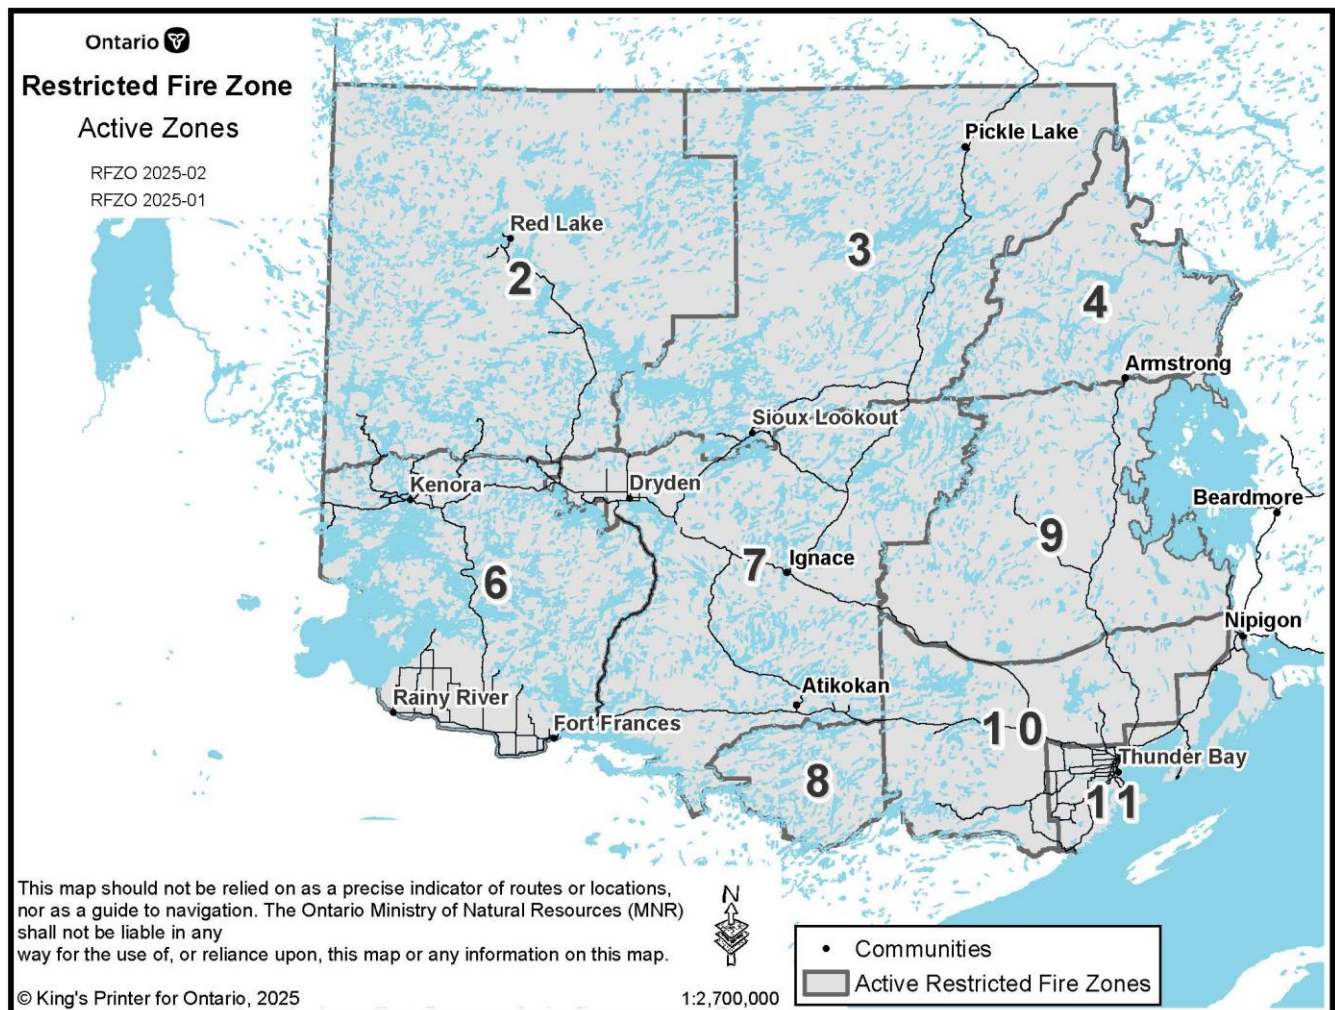 Ontario
Restricted Fire Zone
Active Zones
RFZO 2025-02
RFZO 2025-01
Pickle Lake
Red Lake
3
2
4
Armstrong
Sioux Lookout
Kenora
Dryden
Beardmore
9
7
Ignace
6
Nipigon
Atikokan
Rainy River
Fort Frances
10
Thunder Bay
8
11
This map should not be relied on as a precise indicator of routes or locations,
nor as a guide to navigation. The Ontario Ministry of Natural Resources (MNR)
shall not be liable in any
way for the use of, or reliance upon, this map or any information on this map.
N
Communities
Active Restricted Fire Zones
© King's Printer for Ontario, 2025
1:2,700,000